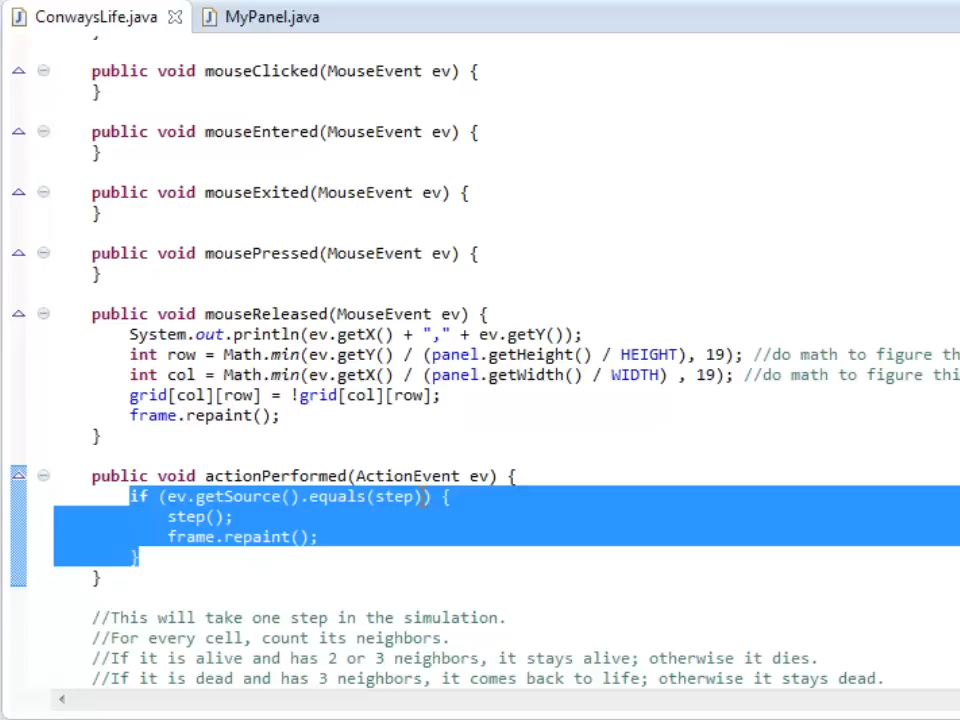 ConwaysLife.java MyPanel.java
}
public void mouseClicked(MouseEvent ev) {
}
public void mouseEntered(MouseEvent ev) {
}
public void mouseExited(MouseEvent ev) {
}
public void mousePressed(MouseEvent ev) {
}
public void mouseReleased(MouseEvent ev) {
System.out.println(ev.getX() + "," + ev.getY());
int row = Math.min(ev.getY() / (panel.getHeight() / HEIGHT), 19); //do math to figure th
int col = Math.min(ev.getX() / (panel.getWidth() / WIDTH) , 19); //do math to figure thi
grid[col][row] = !grid[col][row];
frame.repaint();
}
public void actionPerformed(ActionEvent ev) {
if (ev.getSource().equals(step)) {
step();
frame.repaint();
}
}
//This will take one step in the simulation.
//For every cell, count its neighbors.
//If it is alive and has 2 or 3 neighbors, it stays alive; otherwise it dies.
//If it is dead and has 3 neighbors, it comes back to life; otherwise it stays dead.